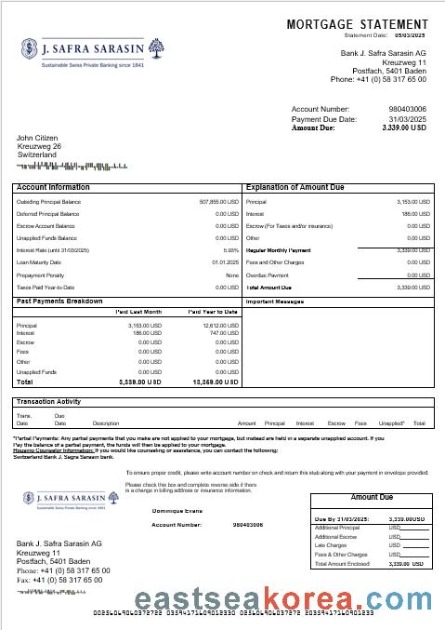 MORTGAGE STATEMENT
Statement Date: 05/03/2025
J. SAFRA SARASIN
Sustainable Swiss Private Banking since 1841
Bank J. Safra Sarasin AG
Kreuzweg 11
Postfach, 5401 Baden
Phone: +41 (0) 58 317 65 00
Account Number: 980403006
Payment Due Date: 31/03/2025
Amount Due: 3,339.00 USD
John Citizen
Kreuzweg 26
Switzerland
Account Information
Outsiding Principal Balance 507,855.00 USD
Deferred Principal Balance 0.00 USD
Escrow Account Balance 0.00 USD
Unapplied Funds Balance 0.00 USD
Interest Rate (until 31/03/2025)
Loan Maturity Date 01.01.2025
Prepayment Penalty None
Taxes Paid Year-to-Date 0.00 USD
Explanation of Amount Due
Principal 3,153.00 USD
Interest 186.00 USD
Escrow (For Taxes and/or insurance) 0.00 USD
Other 0.00 USD
Regular Monthly Payment 3,339.00 USD
Fees and Other Charges 0.00 USD
Overdue Payment 0.00 USD
Total Amount Due 3,339.00 USD
Past Payments Breakdown
Paid Last Month Paid Year to Date
Principal 3,153.00 USD 12,612.00 USD
Interest 186.00 USD 747.00 USD
Escrow 0.00 USD 0.00 USD
Fees 0.00 USD 0.00 USD
Other 0.00 USD 0.00 USD
Unapplied Funds 0.00 USD 0.00 USD
Total 3,339.00 USD 13,359.00 USD
Important Messages
Transaction Activity
Trans. Due
Date Date Description Amount Principal Interest Escrow Fees Unapplied* Total
*Partial Payments: Any partial payments that you make are not applied to your mortgage, but instead are held in a separate unapplied account. If you
Pay the balance of a partial payment, the funds will then be applied to your mortgage.
Housing Counselor Information: If you would like counseling or assistance, you can contact the following:
Switzerland Bank J. Sagra Sarasin bank.
To ensure proper credit, please write account number on check and return this stub along with your payment in envelope provided.
Please check this box and complete reverse side if there
is a change in billing address or insurance information.
J. SAFRA SARASIN
Sustainable Swiss Private Banking since 1841
Dominique Evans
Account Number: 980403006
Amount Due
Due By 31/03/2025: 3,339.00USD
Additional Principal USD
Additional Escrow USD
Late Charges USD
Fees & Other Charges USD
Total Amount Enclosed 3,339.00 USD
Bank J. Safra Sarasin AG
Kreuzweg 11
Postfach, 5401 Baden
Phone: +41 (0) 58 317 65 00
Fax: +41 (0) 58 317 65 00
eastseakorea.com